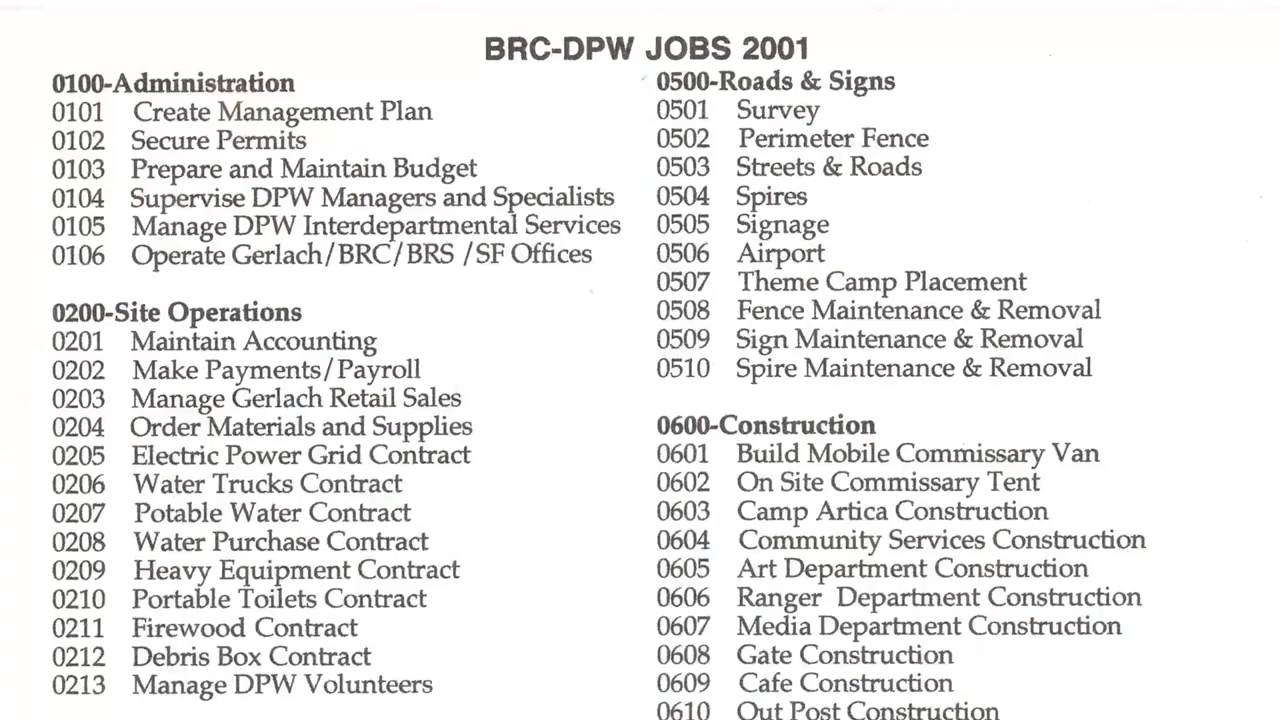 BRC-DPW JOBS 2001
0100-Administration
0101 Create Management Plan
0102 Secure Permits
0103 Prepare and Maintain Budget
0104 Supervise DPW Managers and Specialists
0105 Manage DPW Interdepartmental Services
0106 Operate Gerlach/BRC/BRS /SF Offices
0200-Site Operations
0201 Maintain Accounting
0202 Make Payments/Payroll
0203 Manage Gerlach Retail Sales
0204 Order Materials and Supplies
0205 Electric Power Grid Contract
0206 Water Trucks Contract
0207 Potable Water Contract
0208 Water Purchase Contract
0209 Heavy Equipment Contract
0210 Portable Toilets Contract
0211 Firewood Contract
0212 Debris Box Contract
0213 Manage DPW Volunteers
0500-Roads & Signs
0501 Survey
0502 Perimeter Fence
0503 Streets & Roads
0504 Spires
0505 Signage
0506 Airport
0507 Theme Camp Placement
0508 Fence Maintenance & Removal
0509 Sign Maintenance & Removal
0510 Spire Maintenance & Removal
0600-Construction
0601 Build Mobile Commissary Van
0602 On Site Commissary Tent
0603 Camp Artica Construction
0604 Community Services Construction
0605 Art Department Construction
0606 Ranger Department Construction
0607 Media Department Construction
0608 Gate Construction
0609 Cafe Construction
0610 Out Post Construction